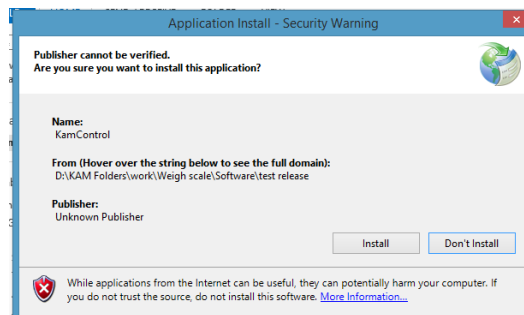 Application Install - Security Warning
Publisher cannot be verified.
Are you sure you want to install this application?
Name:
KamControl
From (Hover over the string below to see the full domain):
D:\KAM Folders\work\Weigh scale\Software\test release
Publisher:
Unknown Publisher
Install
Don't Install
While applications from the Internet can be useful, they can potentially harm your computer. If
you do not trust the source, do not install this software. More Information...